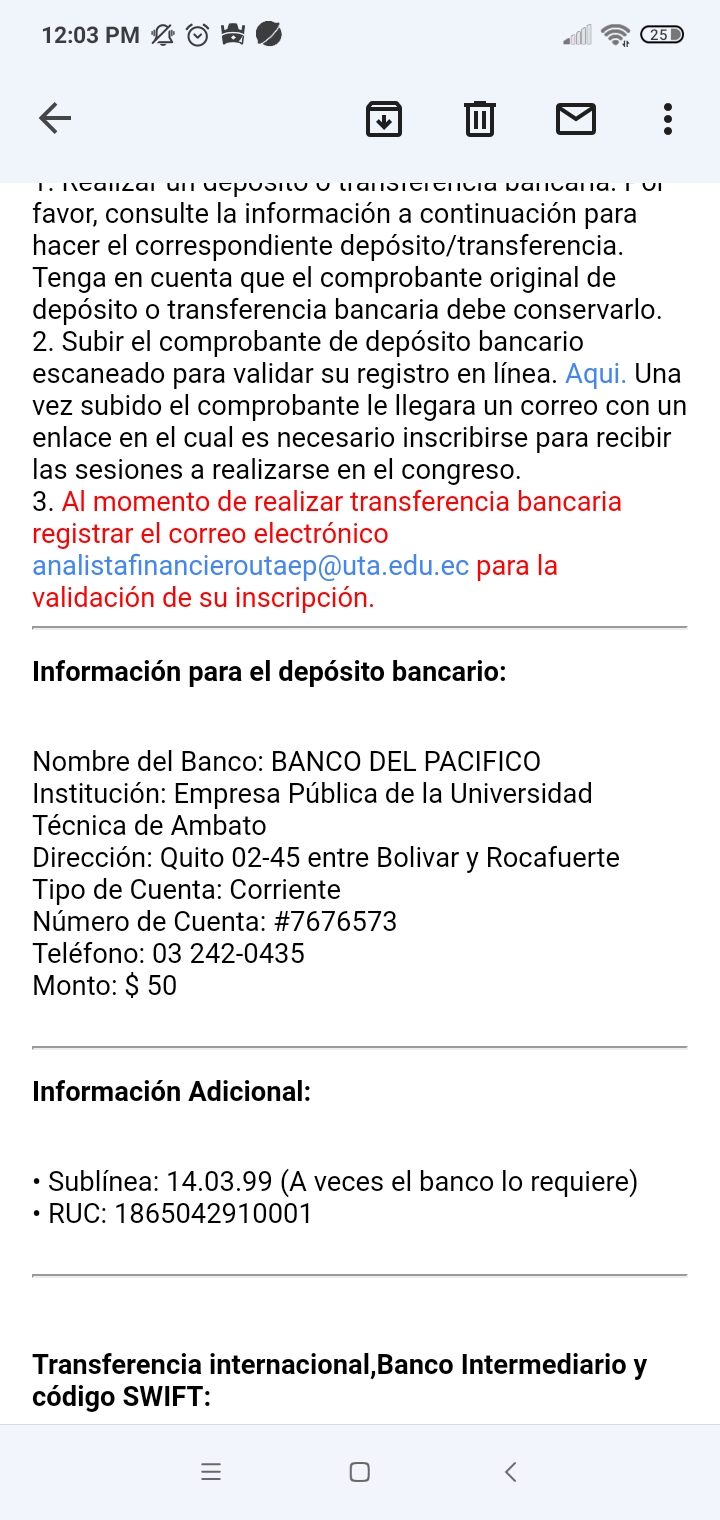 12:03 PM
25
1. Realizar un depósito o transferencia bancaria. Por
favor, consulte la información a continuación para
hacer el correspondiente depósito/transferencia.
Tenga en cuenta que el comprobante original de
depósito o transferencia bancaria debe conservarlo.
2. Subir el comprobante de depósito bancario
escaneado para validar su registro en línea. Aqui. Una
vez subido el comprobante le llegara un correo con un
enlace en el cual es necesario inscribirse para recibir
las sesiones a realizarse en el congreso.
3. Al momento de realizar transferencia bancaria
registrar el correo electrónico
analistafinancieroutaep@uta.edu.ec para la
validación de su inscripción.
Información para el depósito bancario:
Nombre del Banco: BANCO DEL PACIFICO
Institución: Empresa Pública de la Universidad
Técnica de Ambato
Dirección: Quito 02-45 entre Bolivar y Rocafuerte
Tipo de Cuenta: Corriente
Número de Cuenta: #7676573
Teléfono: 03 242-0435
Monto: $ 50
Información Adicional:
• Sublínea: 14.03.99 (A veces el banco lo requiere)
• RUC: 1865042910001
Transferencia internacional,Banco Intermediario y
código SWIFT: